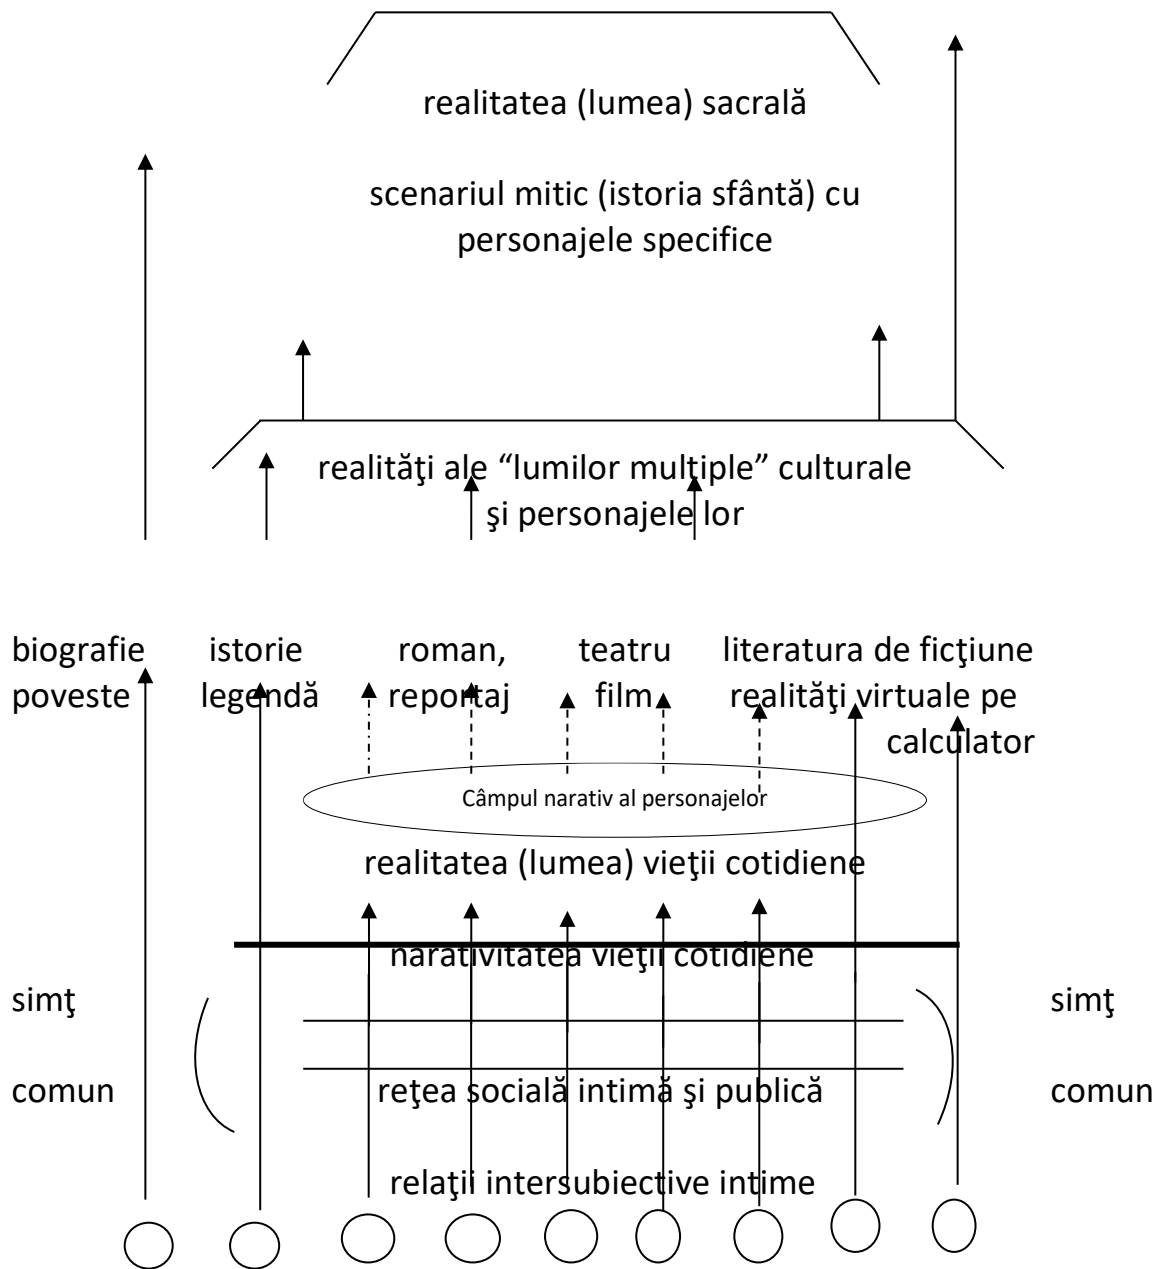 realitatea (lumea) sacrală
scenariul mitic (istoria sfântă) cu
personajele specifice
realităţi ale “lumilor multiple” culturale
şi personajele lor
biografie istorie roman, teatru literatura de ficţiune
poveste legendă reportaj film realităţi virtuale pe
calculator
Câmpul narativ al personajelor
realitatea (lumea) vieţii cotidiene
narativitatea vieţii cotidiene
simţ simţ
comun reţea socială intimă şi publică comun
relaţii intersubiective intime